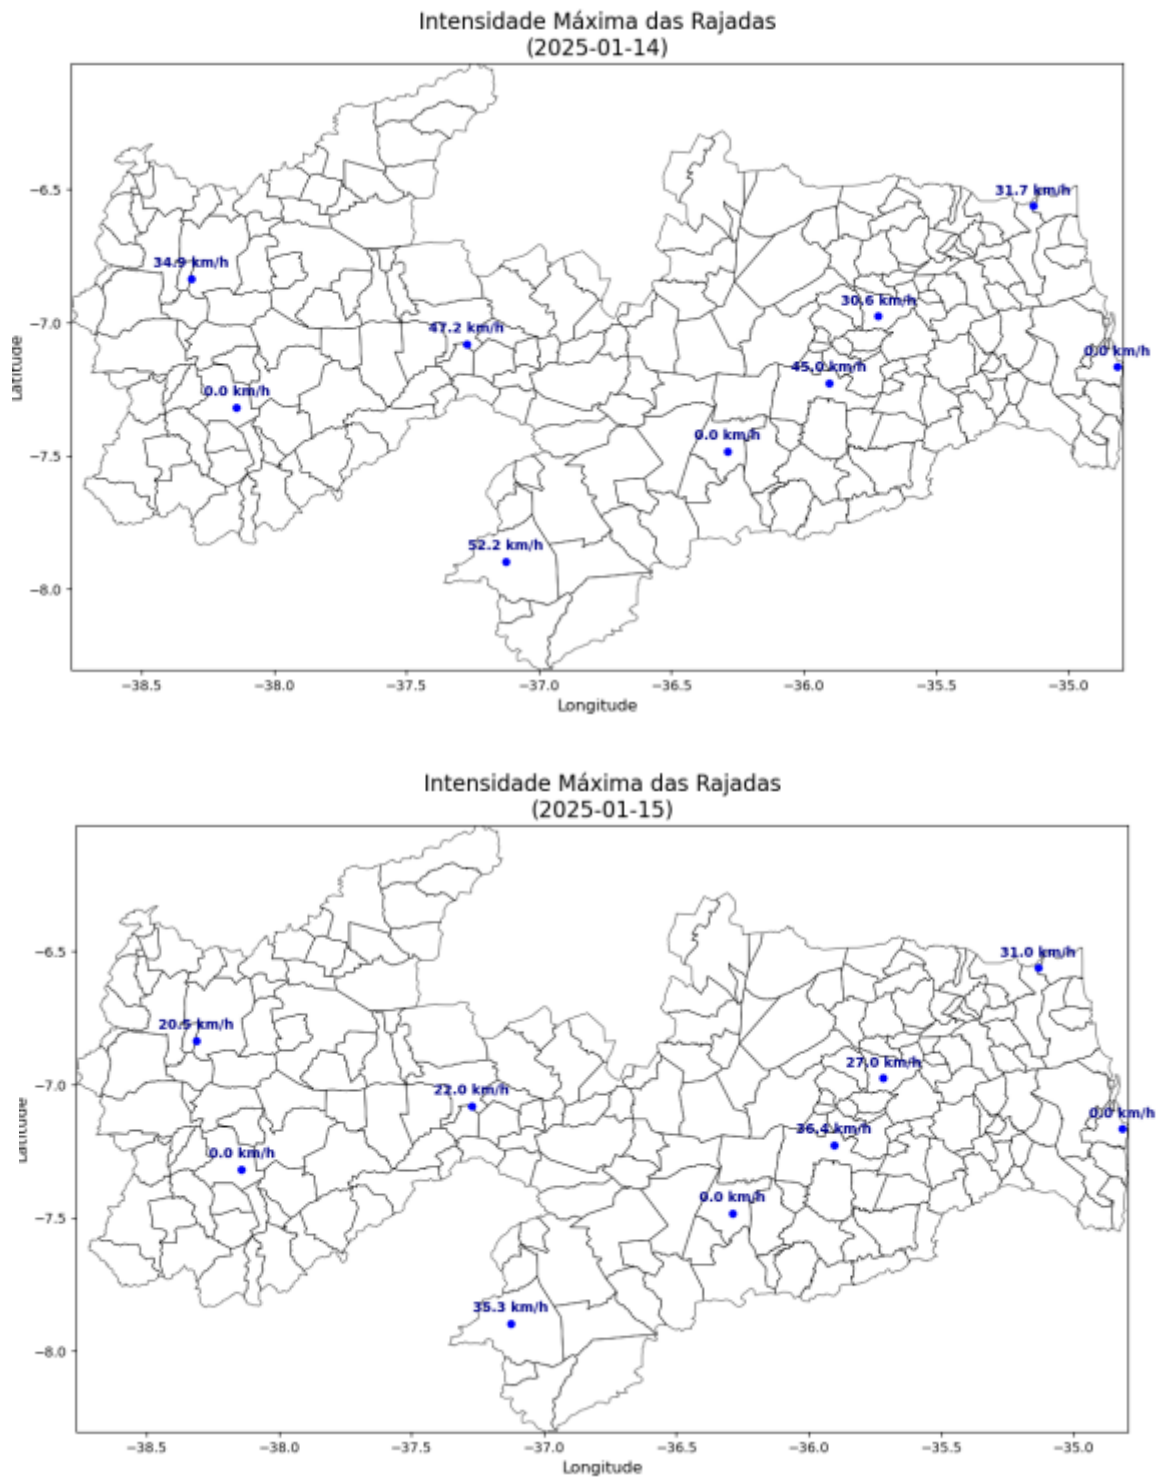 Intensidade Máxima das Rajadas
(2025-01-14)
−6.5
31.7 km/h
34.9 km/h
30.6 km/h
−7.0
47.2 km/h
0.0 km/h
45.0 km/h
0.0 km/h
0.0 km/h
−7.5
52.2 km/h
−8.0
Latitude
−38.5 −38.0 −37.5 −37.0 −36.5 −36.0 −35.5 −35.0
Longitude
Intensidade Máxima das Rajadas
(2025-01-15)
−6.5
31.0 km/h
20.5 km/h
27.0 km/h
−7.0
22.0 km/h
0.0 km/h
36.4 km/h
0.0 km/h
0.0 km/h
−7.5
35.3 km/h
−8.0
Latitude
−38.5 −38.0 −37.5 −37.0 −36.5 −36.0 −35.5 −35.0
Longitude